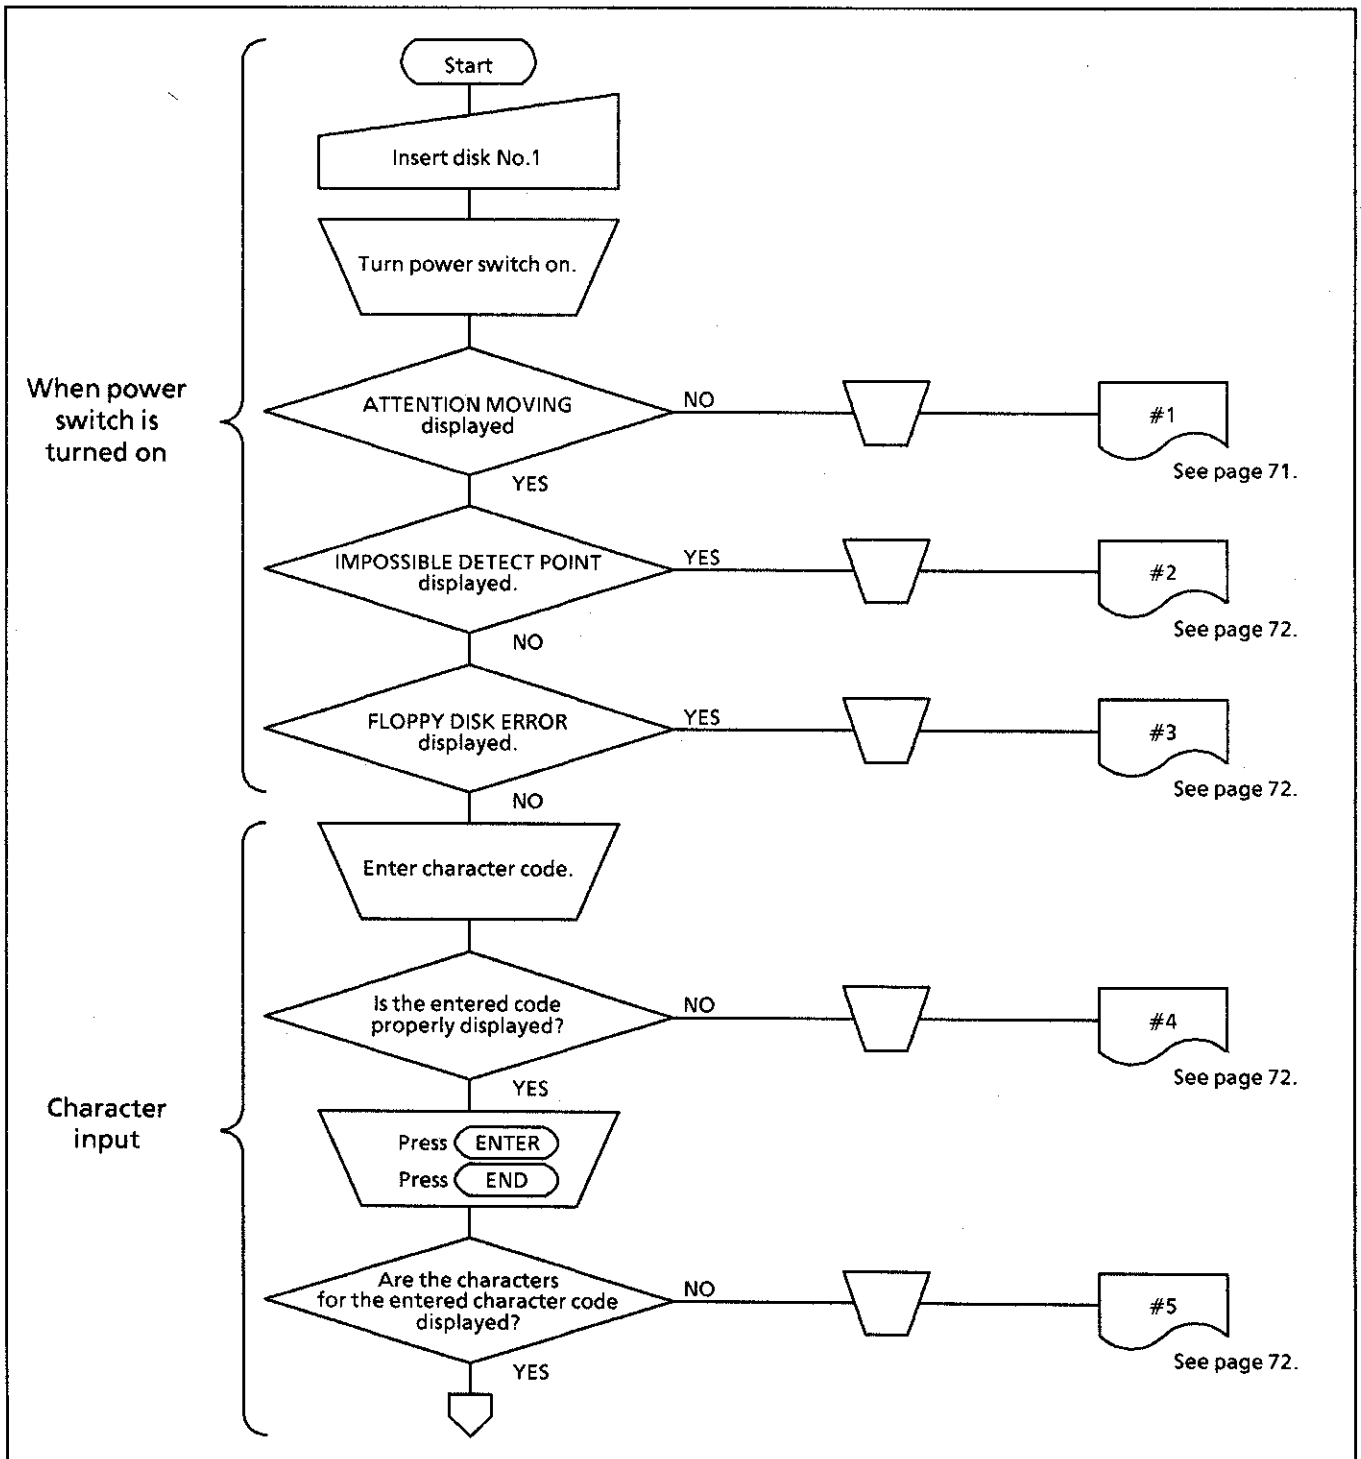 Start
Insert disk No.1
Turn power switch on.
When power
switch is
turned on
ATTENTION MOVING
displayed
NO
#1
See page 71.
YES
IMPOSSIBLE DETECT POINT
displayed.
YES
#2
See page 72.
NO
FLOPPY DISK ERROR
displayed.
YES
#3
See page 72.
NO
Character
input
Enter character code.
Is the entered code
properly displayed?
NO
#4
See page 72.
YES
Press ENTER
Press END
Are the characters
for the entered character code
displayed?
NO
#5
See page 72.
YES